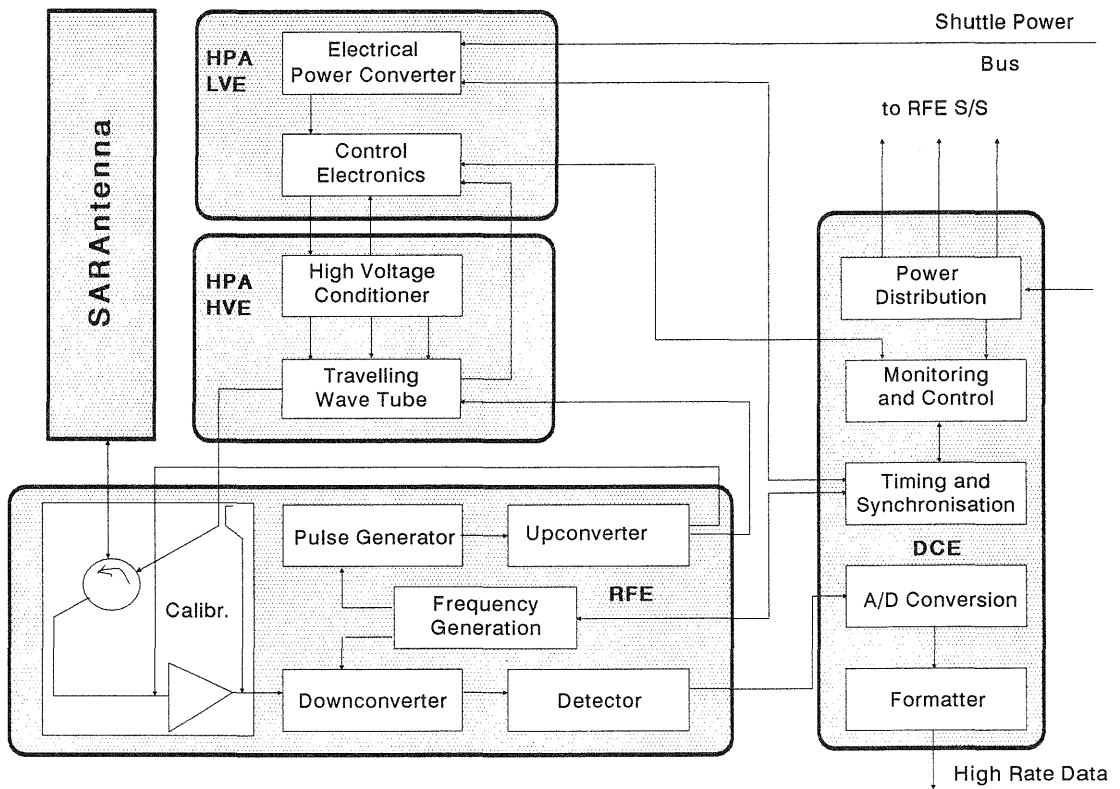 SARAntenna
HPA
LVE
Electrical
Power Converter
Control
Electronics
HPA
HVE
High Voltage
Conditioner
Travelling
Wave Tube
Shuttle Power
Bus
to RFE S/S
Power
Distribution
Monitoring
and Control
Timing and
Synchronisation
DCE
A/D Conversion
Formatter
High Rate Data
Pulse Generator
Upconverter
RFE
Frequency
Generation
Calibr.
Downconverter
Detector